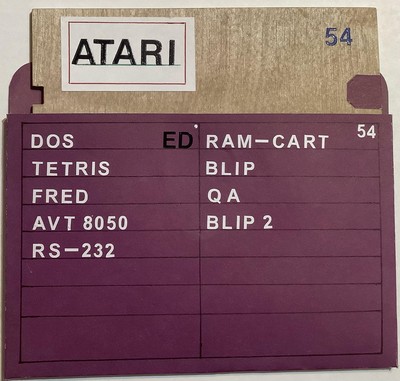 ATARI
54
54
DOS ED
TETRIS
FRED
AVT 8050
RS-232
RAM-CART
BLIP
QA
BLIP 2